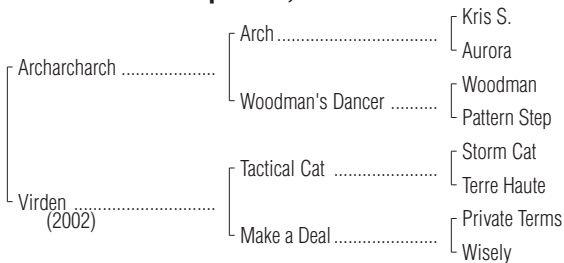 Kris S.
Arch
Aurora
Archarcharch
Woodman
Woodman's Dancer
Pattern Step
Storm Cat
Tactical Cat
Terre Haute
Virden
(2002)
Private Terms
Make a Deal
Wisely